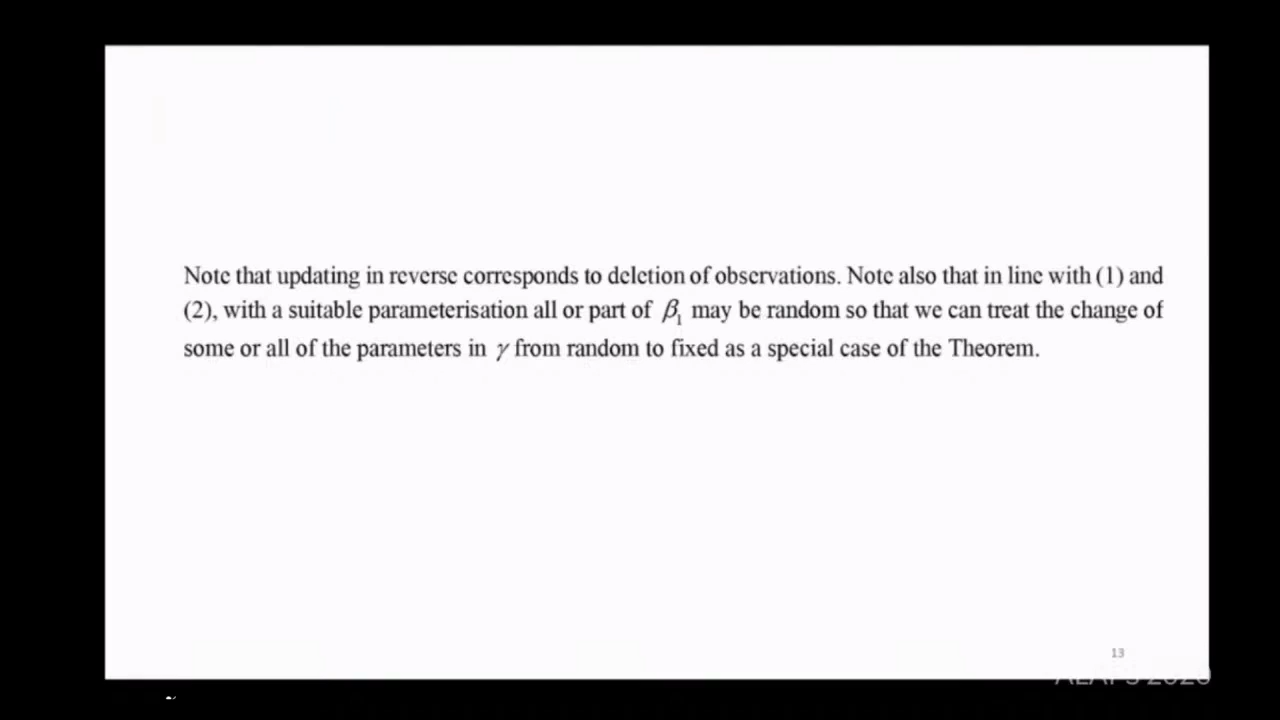 Note that updating in reverse corresponds to deletion of observations. Note also that in line with (1) and
(2), with a suitable parameterisation all or part of β₁ may be random so that we can treat the change of
some or all of the parameters in γ from random to fixed as a special case of the Theorem.
13